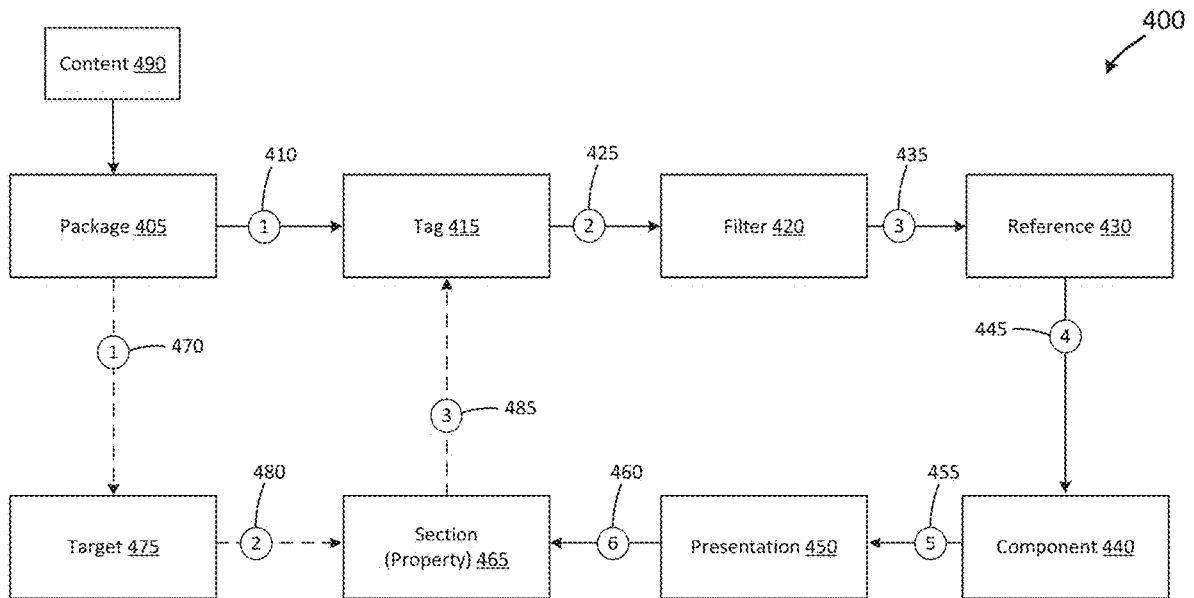 400
Content 490
410
425
435
Package 405
1
Tag 415
2
Filter 420
3
Reference 430
1
470
445
4
3
485
480
460
455
Target 475
2
Section
(Property) 465
6
Presentation 450
5
Component 440